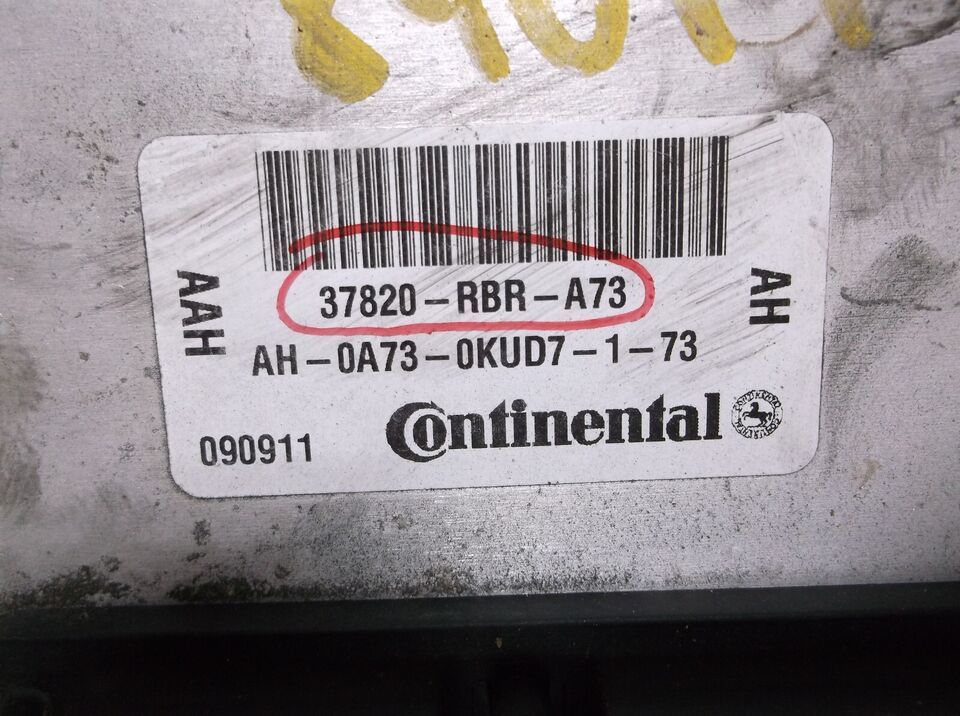 AAH
37820-RBR-A73
AH
AH-0A73-0KUD7-1-73
090911
Continental